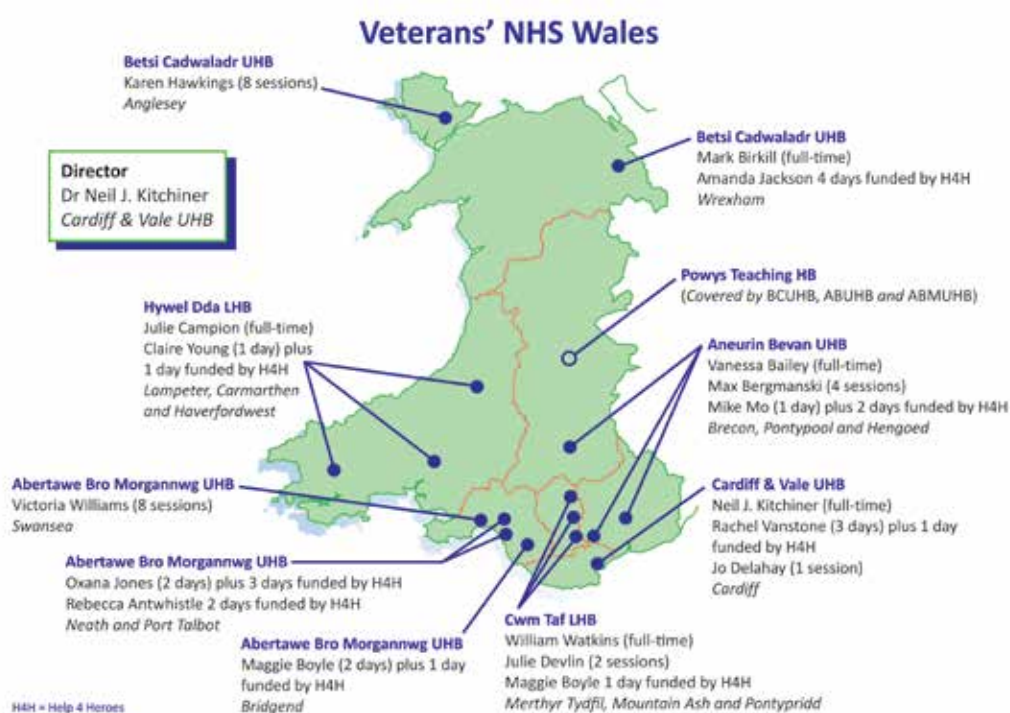 Veterans' NHS Wales
Betsi Cadwaladr UHB
Karen Hawkings (8 sessions)
Anglesey
Director
Dr Neil J. Kitchiner
Cardiff & Vale UHB
Betsi Cadwaladr UHB
Mark Birkill (full-time)
Amanda Jackson 4 days funded by H4H
Wrexham
Powys Teaching HB
(Covered by BCUHB, ABUHB and ABMUHB)
Hywel Dda LHB
Julie Campion (full-time)
Claire Young (1 day) plus
1 day funded by H4H
Lampeter, Carmarthen
and Haverfordwest
Aneurin Bevan UHB
Vanessa Bailey (full-time)
Max Bergmanski (4 sessions)
Mike Mo (1 day) plus 2 days funded by H4H
Brecon, Pontypool and Hengoed
Abertawe Bro Morgannwg UHB
Victoria Williams (8 sessions)
Swansea
Cardiff & Vale UHB
Neil J. Kitchiner (full-time)
Rachel Vanstone (3 days) plus 1 day
funded by H4H
Jo Delahay (1 session)
Cardiff
Abertawe Bro Morgannwg UHB
Oxana Jones (2 days) plus 3 days funded by H4H
Rebecca Antwhistle 2 days funded by H4H
Neath and Port Talbot
Abertawe Bro Morgannwg UHB
Maggie Boyle (2 days) plus 1 day
funded by H4H
Bridgend
Cwm Taf LHB
William Watkins (full-time)
Julie Devlin (2 sessions)
Maggie Boyle 1 day funded by H4H
Merthyr Tydfil, Mountain Ash and Pontypridd
H4H = Help 4 Heroes